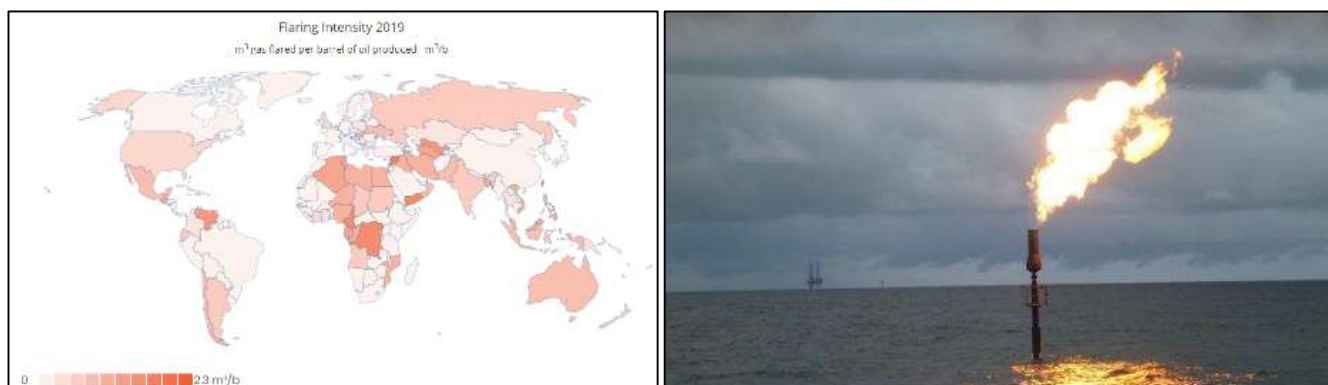 Flaring Intensity 2019
m³ gas flared per barrel of oil produced - m³/b
0 23 m³/b